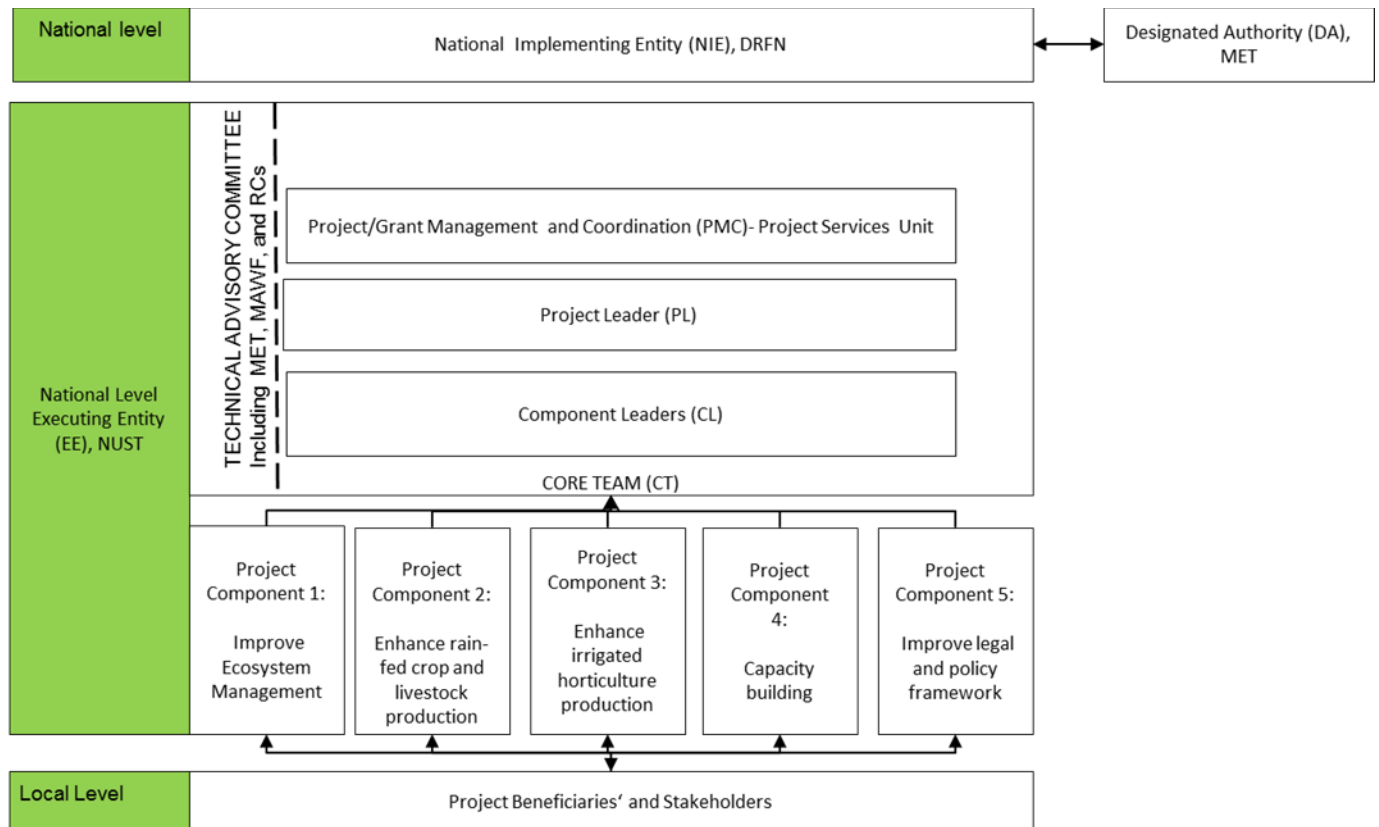 National level
National Implementing Entity (NIE), DRFN
Designated Authority (DA),
MET
National Level
Executing Entity
(EE), NUST
TECHNICAL ADVISORY COMMITTEE
Including MET, MAWF, and RCs
Project/Grant Management and Coordination (PMC)- Project Services Unit
Project Leader (PL)
Component Leaders (CL)
CORE TEAM (CT)
Project
Component 1:
Improve
Ecosystem
Management
Project
Component 2:
Enhance rain-
fed crop and
livestock
production
Project
Component 3:
Enhance
irrigated
horticulture
production
Project
Component
4:
Capacity
building
Project
Component 5:
Improve legal
and policy
framework
Local Level
Project Beneficiaries‘ and Stakeholders